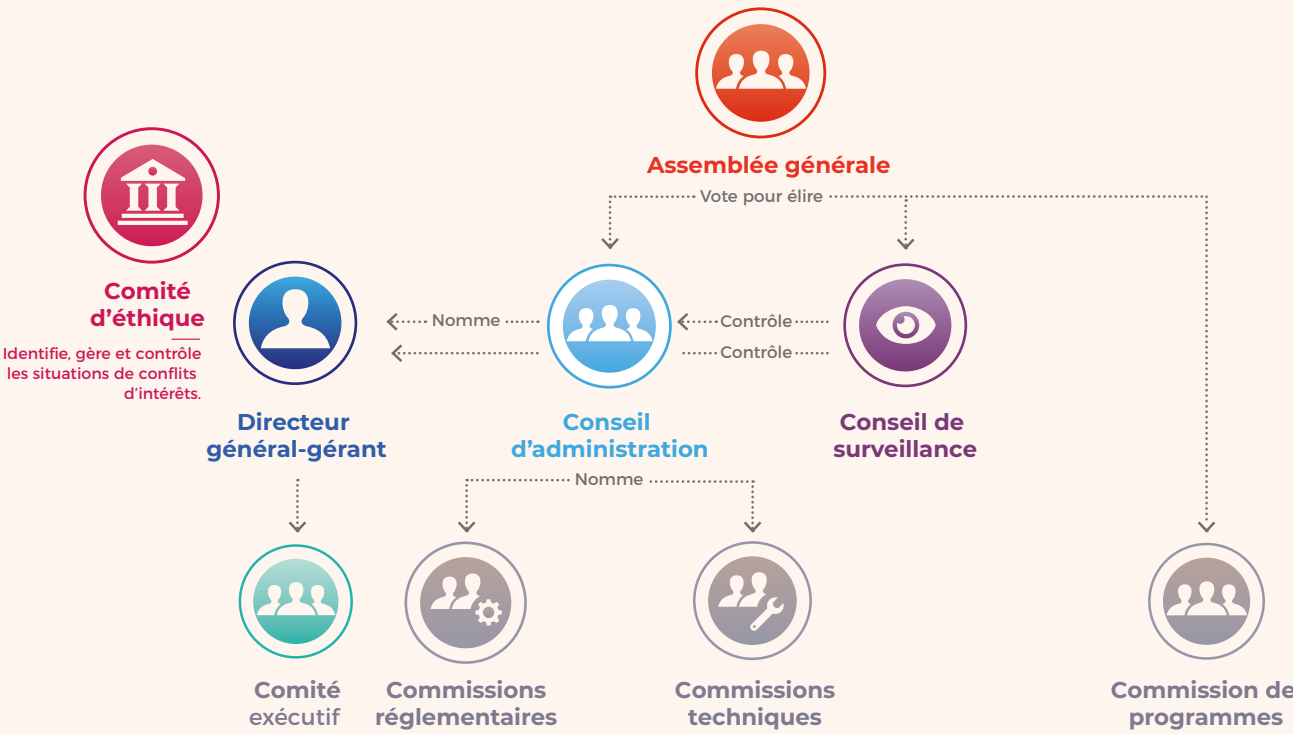 Assemblée générale
Vote pour élire
Comité
d'éthique
Identifie, gère et contrôle
les situations de conflits
d'intérêts.
Nomme
Contrôle
Contrôle
Directeur
général-gérant
Conseil
d'administration
Conseil de
surveillance
Nomme
Comité
exécutif
Commissions
réglementaires
Commissions
techniques
Commission de
programmes